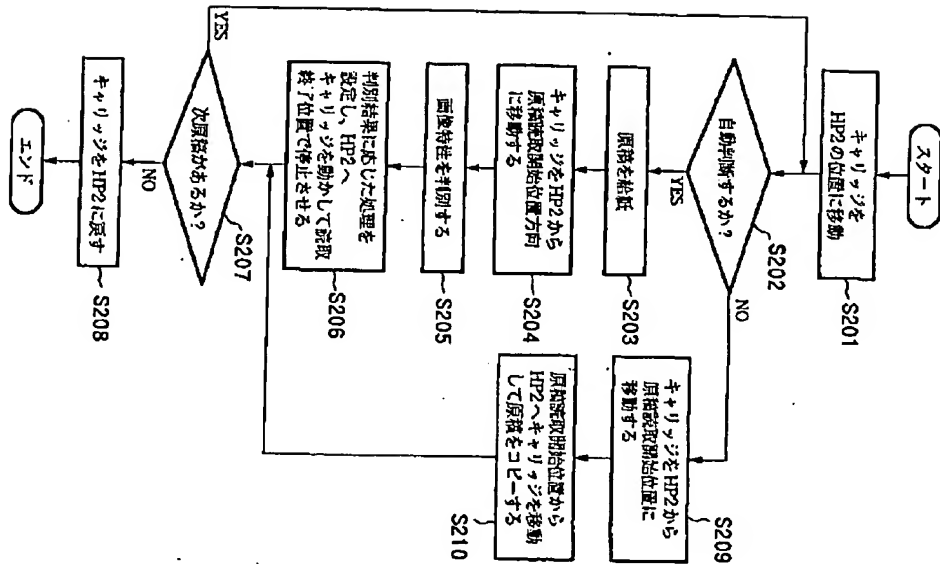 スタート
キャリッジを
HP2の位置に移動
S201
自動判断するか?
S202
YES
NO
原稿を給紙
S203
キャリッジをHP2から
原稿読取開始位置方向
に移動する
S204
画像特性を判別する
S205
判別結果に応じた処理を
設定し、HP2へ
キャリッジを動かして読取
終了位置で停止させる
S206
次原稿があるか?
S207
YES
NO
キャリッジをHP2に戻す
S208
エンド
キャリッジをHP2から
原稿読取開始位置に
移動する
S209
原稿読取開始位置から
HP2へキャリッジを移動
して原稿をコピーする
S210